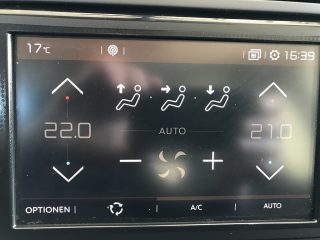 17°C 16:39
22.0 21.0
AUTO
OPTIONEN A/C AUTO